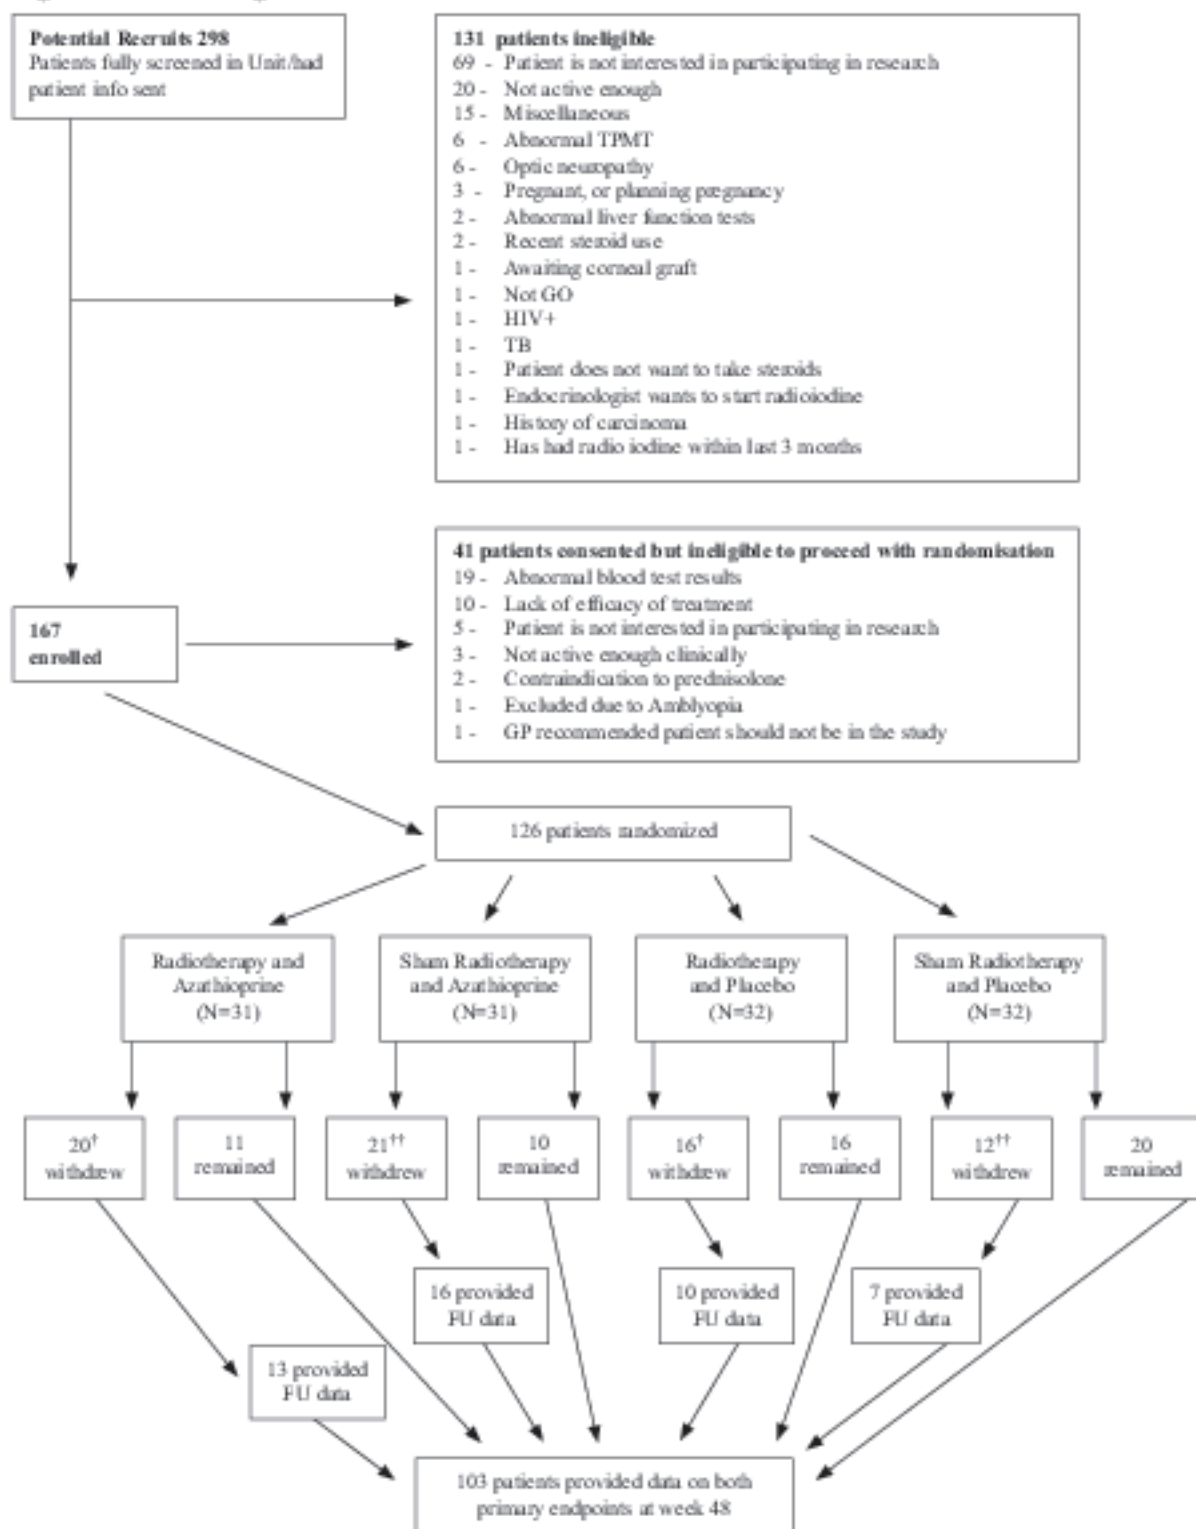 Potential Recruits 298
Patients fully screened in Unit/had
patient info sent
131 patients ineligible
69 - Patient is not interested in participating in research
20 - Not active enough
15 - Miscellaneous
6 - Abnormal TPMT
6 - Optic neuropathy
3 - Pregnant, or planning pregnancy
2 - Abnormal liver function tests
2 - Recent steroid use
1 - Awaiting corneal graft
1 - Not GO
1 - HIV+
1 - TB
1 - Patient does not want to take steroids
1 - Endocrinologist wants to start radioiodine
1 - History of carcinoma
1 - Has had radio iodine within last 3 months
41 patients consented but ineligible to proceed with randomisation
19 - Abnormal blood test results
10 - Lack of efficacy of treatment
5 - Patient is not interested in participating in research
3 - Not active enough clinically
2 - Contraindication to prednisolone
1 - Excluded due to Amblyopia
1 - GP recommended patient should not be in the study
167
enrolled
126 patients randomized
Radiotherapy and
Azathioprine
(N=31)
Sham Radiotherapy
and Azathioprine
(N=31)
Radiotherapy
and Placebo
(N=32)
Sham Radiotherapy
and Placebo
(N=32)
20†
withdrew
11
remained
21††
withdrew
10
remained
16†
withdrew
16
remained
12††
withdrew
20
remained
16 provided
FU data
10 provided
FU data
7 provided
FU data
13 provided
FU data
103 patients provided data on both
primary endpoints at week 48